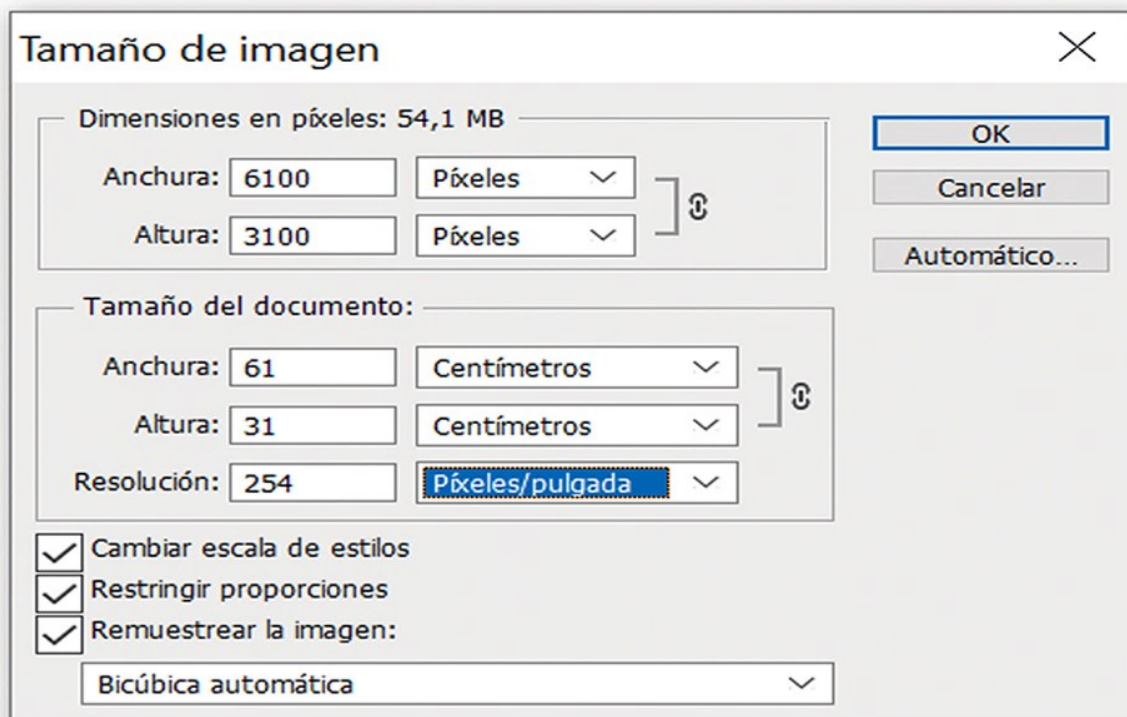 Tamaño de imagen
Dimensiones en píxeles: 54,1 MB
Anchura: 6100 Píxeles
Altura: 3100 Píxeles
OK
Cancelar
Automático...
Tamaño del documento:
Anchura: 61 Centímetros
Altura: 31 Centímetros
Resolución: 254 Píxeles/pulgada
Cambiar escala de estilos
Restringir proporciones
Remuestrear la imagen:
Bicúbica automática